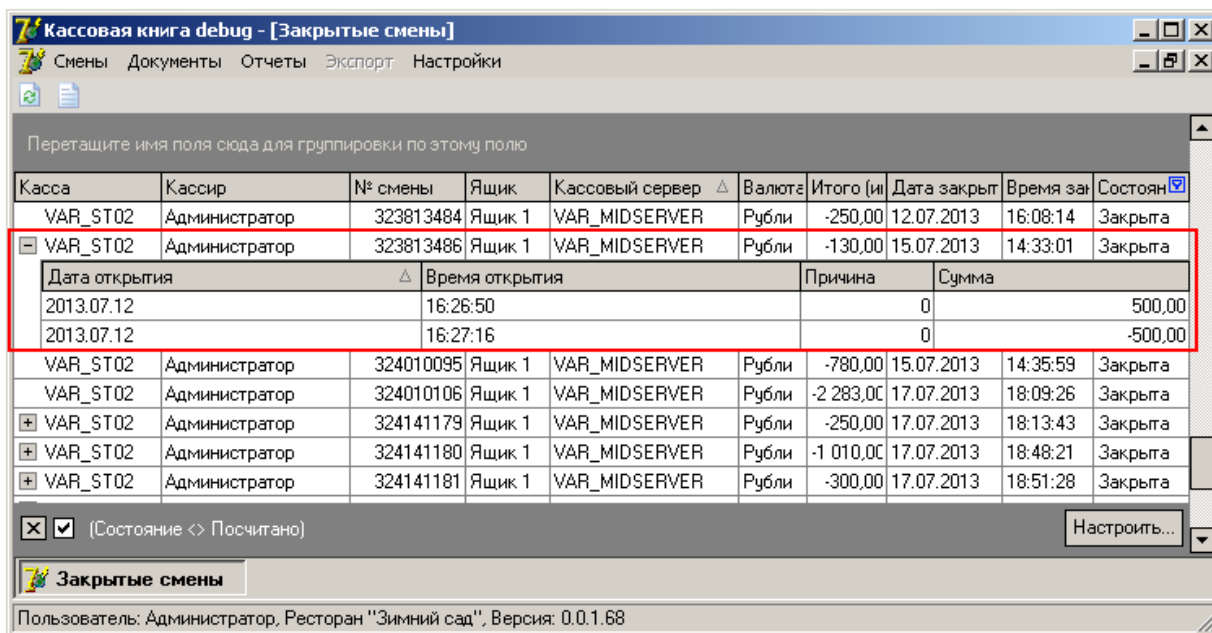 Кассовая книга debug - [Закрытые смены]
Смены Документы Отчеты Экспорт Настройки
Перетащите имя поля сюда для группировки по этому полю
Касса Кассир № смены Ящик Кассовый сервер Валюта Итого (и Дата закрыт Время зак Состоян
VAR_ST02 Администратор 323813484 Ящик 1 VAR_MIDSERVER Рубли -250,00 12.07.2013 16:08:14 Закрыта
VAR_ST02 Администратор 323813486 Ящик 1 VAR_MIDSERVER Рубли -130,00 15.07.2013 14:33:01 Закрыта
Дата открытия Время открытия Причина Сумма
2013.07.12 16:26:50 0 500,00
2013.07.12 16:27:16 0 -500,00
VAR_ST02 Администратор 324010095 Ящик 1 VAR_MIDSERVER Рубли -780,00 15.07.2013 14:35:59 Закрыта
VAR_ST02 Администратор 324010106 Ящик 1 VAR_MIDSERVER Рубли -2 283,00 17.07.2013 18:09:26 Закрыта
VAR_ST02 Администратор 324141179 Ящик 1 VAR_MIDSERVER Рубли -250,00 17.07.2013 18:13:43 Закрыта
VAR_ST02 Администратор 324141180 Ящик 1 VAR_MIDSERVER Рубли -1 010,00 17.07.2013 18:48:21 Закрыта
VAR_ST02 Администратор 324141181 Ящик 1 VAR_MIDSERVER Рубли -300,00 17.07.2013 18:51:28 Закрыта
(Состояние <> Посчитано) Настроить...
Закрытые смены
Пользователь: Администратор, Ресторан "Зимний сад", Версия: 0.0.1.68